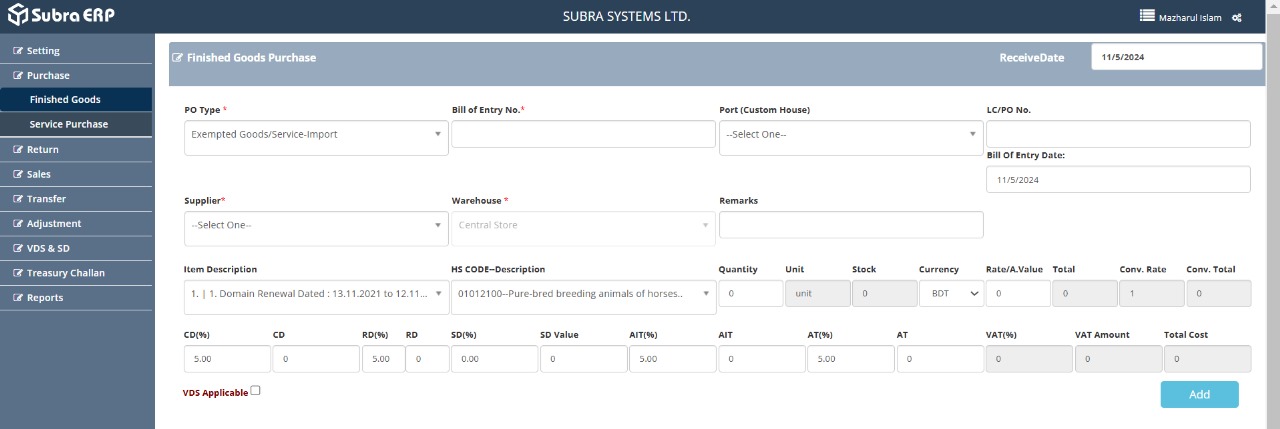 Subra ERP
SUBRA SYSTEMS LTD.
Mazharul Islam
Setting
Purchase
Finished Goods
Service Purchase
Return
Sales
Transfer
Adjustment
VDS & SD
Treasury Challan
Reports
Finished Goods Purchase ReceiveDate 11/5/2024
PO Type * Bill of Entry No.* Port (Custom House) LC/PO No.
Exempted Goods/Service-Import --Select One--
Bill Of Entry Date:
11/5/2024
Supplier* Warehouse * Remarks
--Select One-- Central Store
Item Description HS CODE--Description Quantity Unit Stock Currency Rate/A.Value Total Conv. Rate Conv. Total
1. | 1. Domain Renewal Dated : 13.11.2021 to 12.11... 01012100--Pure-bred breeding animals of horses.. 0 unit 0 BDT 0 0 1 0
CD(%) CD RD(%) RD SD(%) SD Value AIT(%) AIT AT(%) AT VAT(%) VAT Amount Total Cost
5.00 0 5.00 0 0.00 0 5.00 0 5.00 0 0 0 0
VDS Applicable
Add